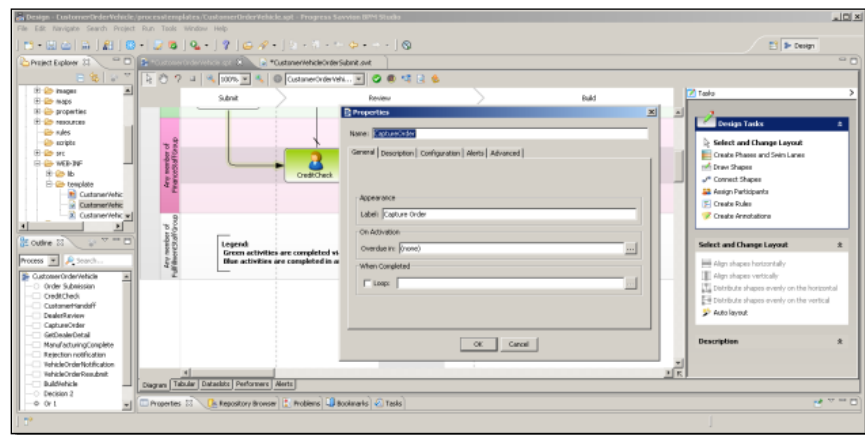 Design - CustomerOrderVehicle/processtemplates/CustomerOrderVehicle.spt - Progress Savvion BPM Studio
File Edit Navigate Search Project Run Tools Window Help
Design
Project Explorer
*CustomerOrderVehicle.spt
*CustomerVehicleOrderSubmit.swt
100%
CustomerOrderVehi...
images
maps
properties
resources
rules
scripts
src
WEB-INF
lib
template
CustomerVehic
CustomerVehic
CustomerVehic
Outline
Process
Search...
CustomerOrderVehicle
Order Submission
CreditCheck
CustomerHandoff
DealerReview
CaptureOrder
GetDealerDetail
ManufacturingComplete
Rejection notification
VehicleOrderNotification
VehicleOrderResubmit
BuildVehicle
Decision 2
Or 1
Submit
Review
Build
Any member of
FinanceStaffGroup
CreditCheck
Any member of
FulfillmentStaffGroup
Legend:
Green activities are completed vi
Blue activities are completed in a
Properties
Name: CaptureOrder
General Description Configuration Alerts Advanced
Appearance
Label: Capture Order
On Activation
Overdue in: (none)
...
When Completed
Loop:
...
OK
Cancel
Diagram Tabular Dataslots Performers Alerts
Properties
Repository Browser
Problems
Bookmarks
Tasks
Tasks
Design Tasks
Select and Change Layout
Create Phases and Swim Lanes
Draw Shapes
Connect Shapes
Assign Participants
Create Rules
Create Annotations
Select and Change Layout
Align shapes horizontally
Align shapes vertically
Distribute shapes evenly on the horizontal
Distribute shapes evenly on the vertical
Auto layout
Description